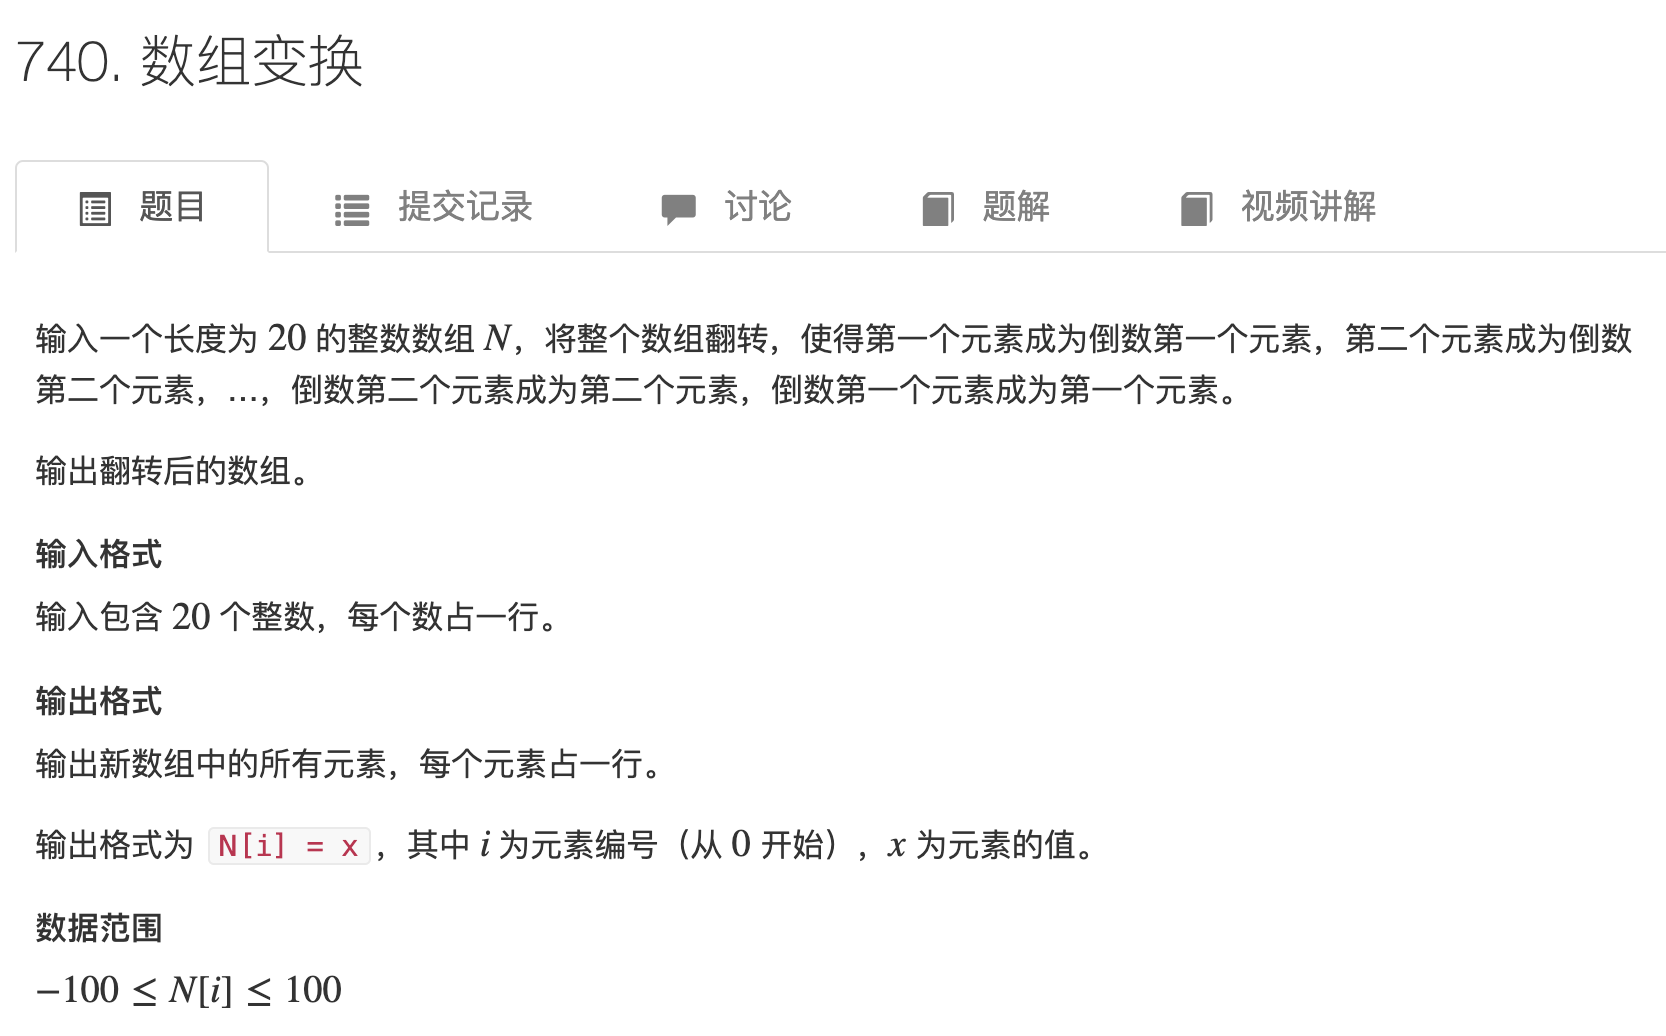 740. 数组变换
题目 提交记录 讨论 题解 视频讲解
输入一个长度为 20 的整数数组 N，将整个数组翻转，使得第一个元素成为倒数第一个元素，第二个元素成为倒数
第二个元素，…，倒数第二个元素成为第二个元素，倒数第一个元素成为第一个元素。
输出翻转后的数组。
输入格式
输入包含 20 个整数，每个数占一行。
输出格式
输出新数组中的所有元素，每个元素占一行。
输出格式为 N[i] = x，其中 i 为元素编号（从 0 开始），x 为元素的值。
数据范围
−100 ≤ N[i] ≤ 100